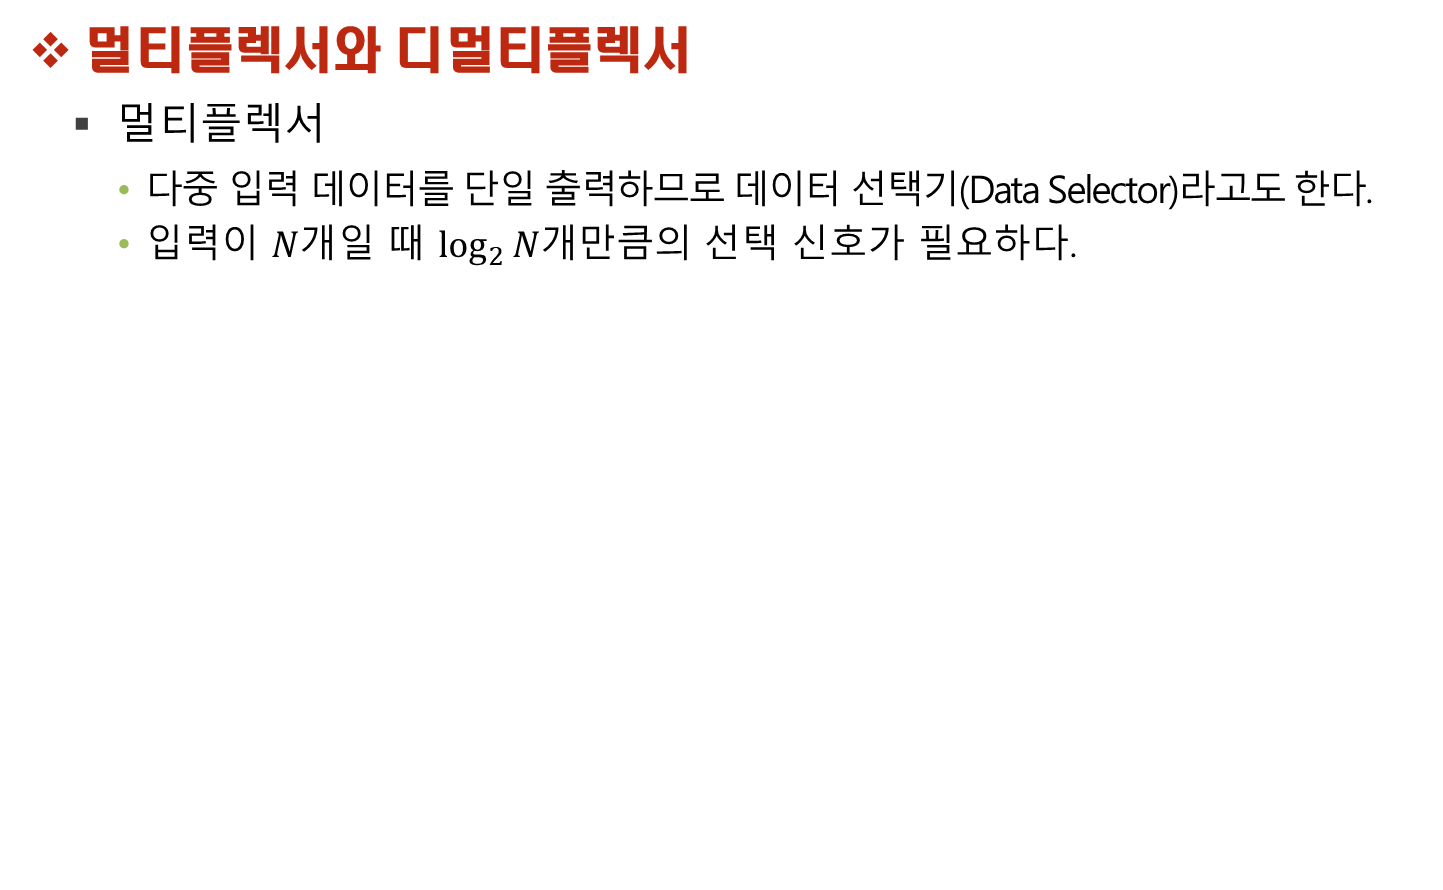 ❖ 멀티플렉서와 디멀티플렉서
▪ 멀티플렉서
• 다중 입력 데이터를 단일 출력하므로 데이터 선택기(Data Selector)라고도 한다.
• 입력이 N개일 때 log₂ N개만큼의 선택 신호가 필요하다.